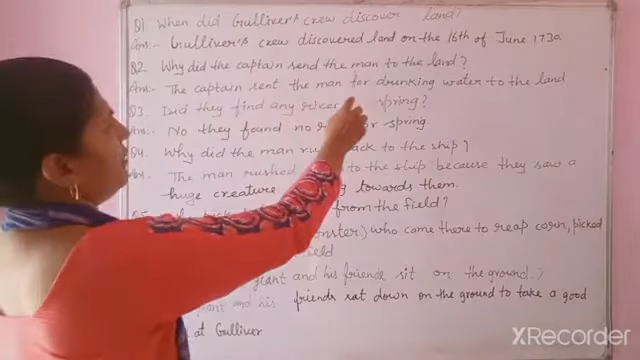 Q1 When did Gulliver's crew discover land?
Ans:- Gulliver's crew discovered land on the 16th of June 1730.
Q2. Why did the captain send the man to the land?
Ans:- The captain sent the man for drunking water to the land
Q3. Did they find any river spring?
Ans:- No they found no or spring.
Q4. Why did the man back to the ship?
Ans. The man rushed to the ship because they saw a
huge creature towards them.
Q5. from the field?
who came there to reap corn, picked
field
giant and his friends sit on the ground.?
giant and his friends sat down on the ground to take a good
at Gulliver
XRecorder